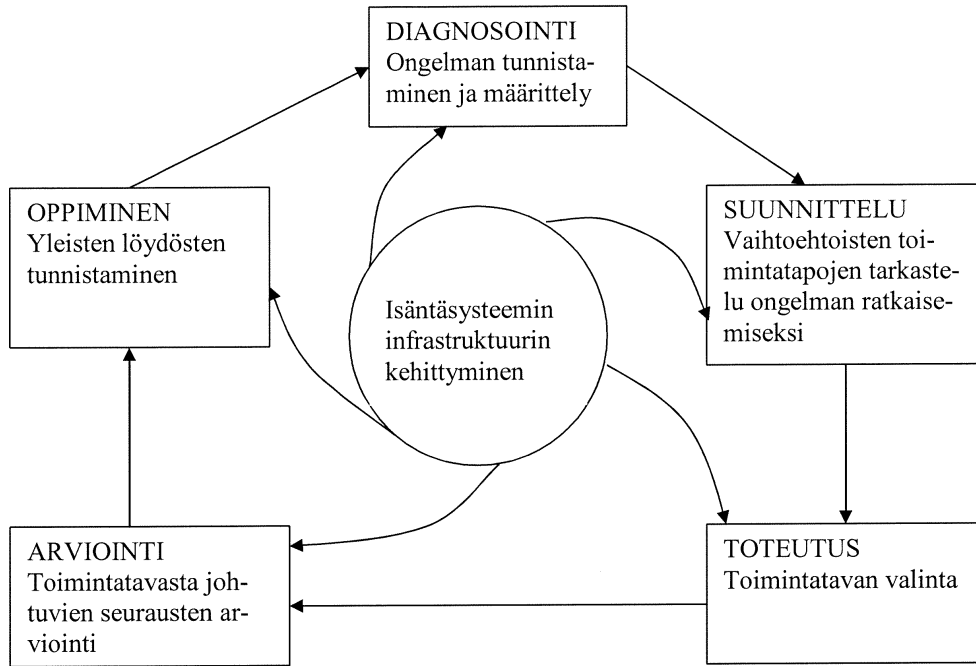 DIAGNOSOINTI
Ongelman tunnista-
minen ja määrittely
OPPIMINEN
Yleisten löydösten
tunnistaminen
SUUNNITTELU
Vaihtoehtoisten toi-
mintatapojen tarkaste-
lu ongelman ratkaise-
miseksi
Isäntäsysteemin
infrastruktuurin
kehittyminen
ARVIOINTI
Toimintatavasta joh-
tuvien seurausten ar-
viointi
TOTEUTUS
Toimintatavan valinta